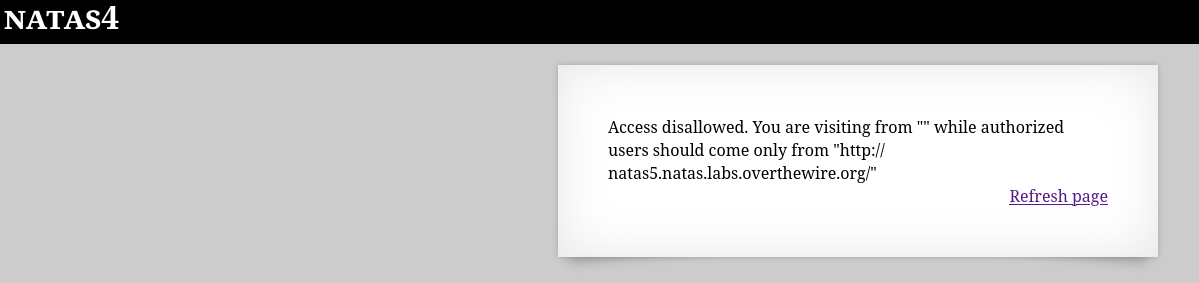 NATAS4
Access disallowed. You are visiting from "" while authorized
users should come only from "http://
natas5.natas.labs.overthewire.org/"
Refresh page